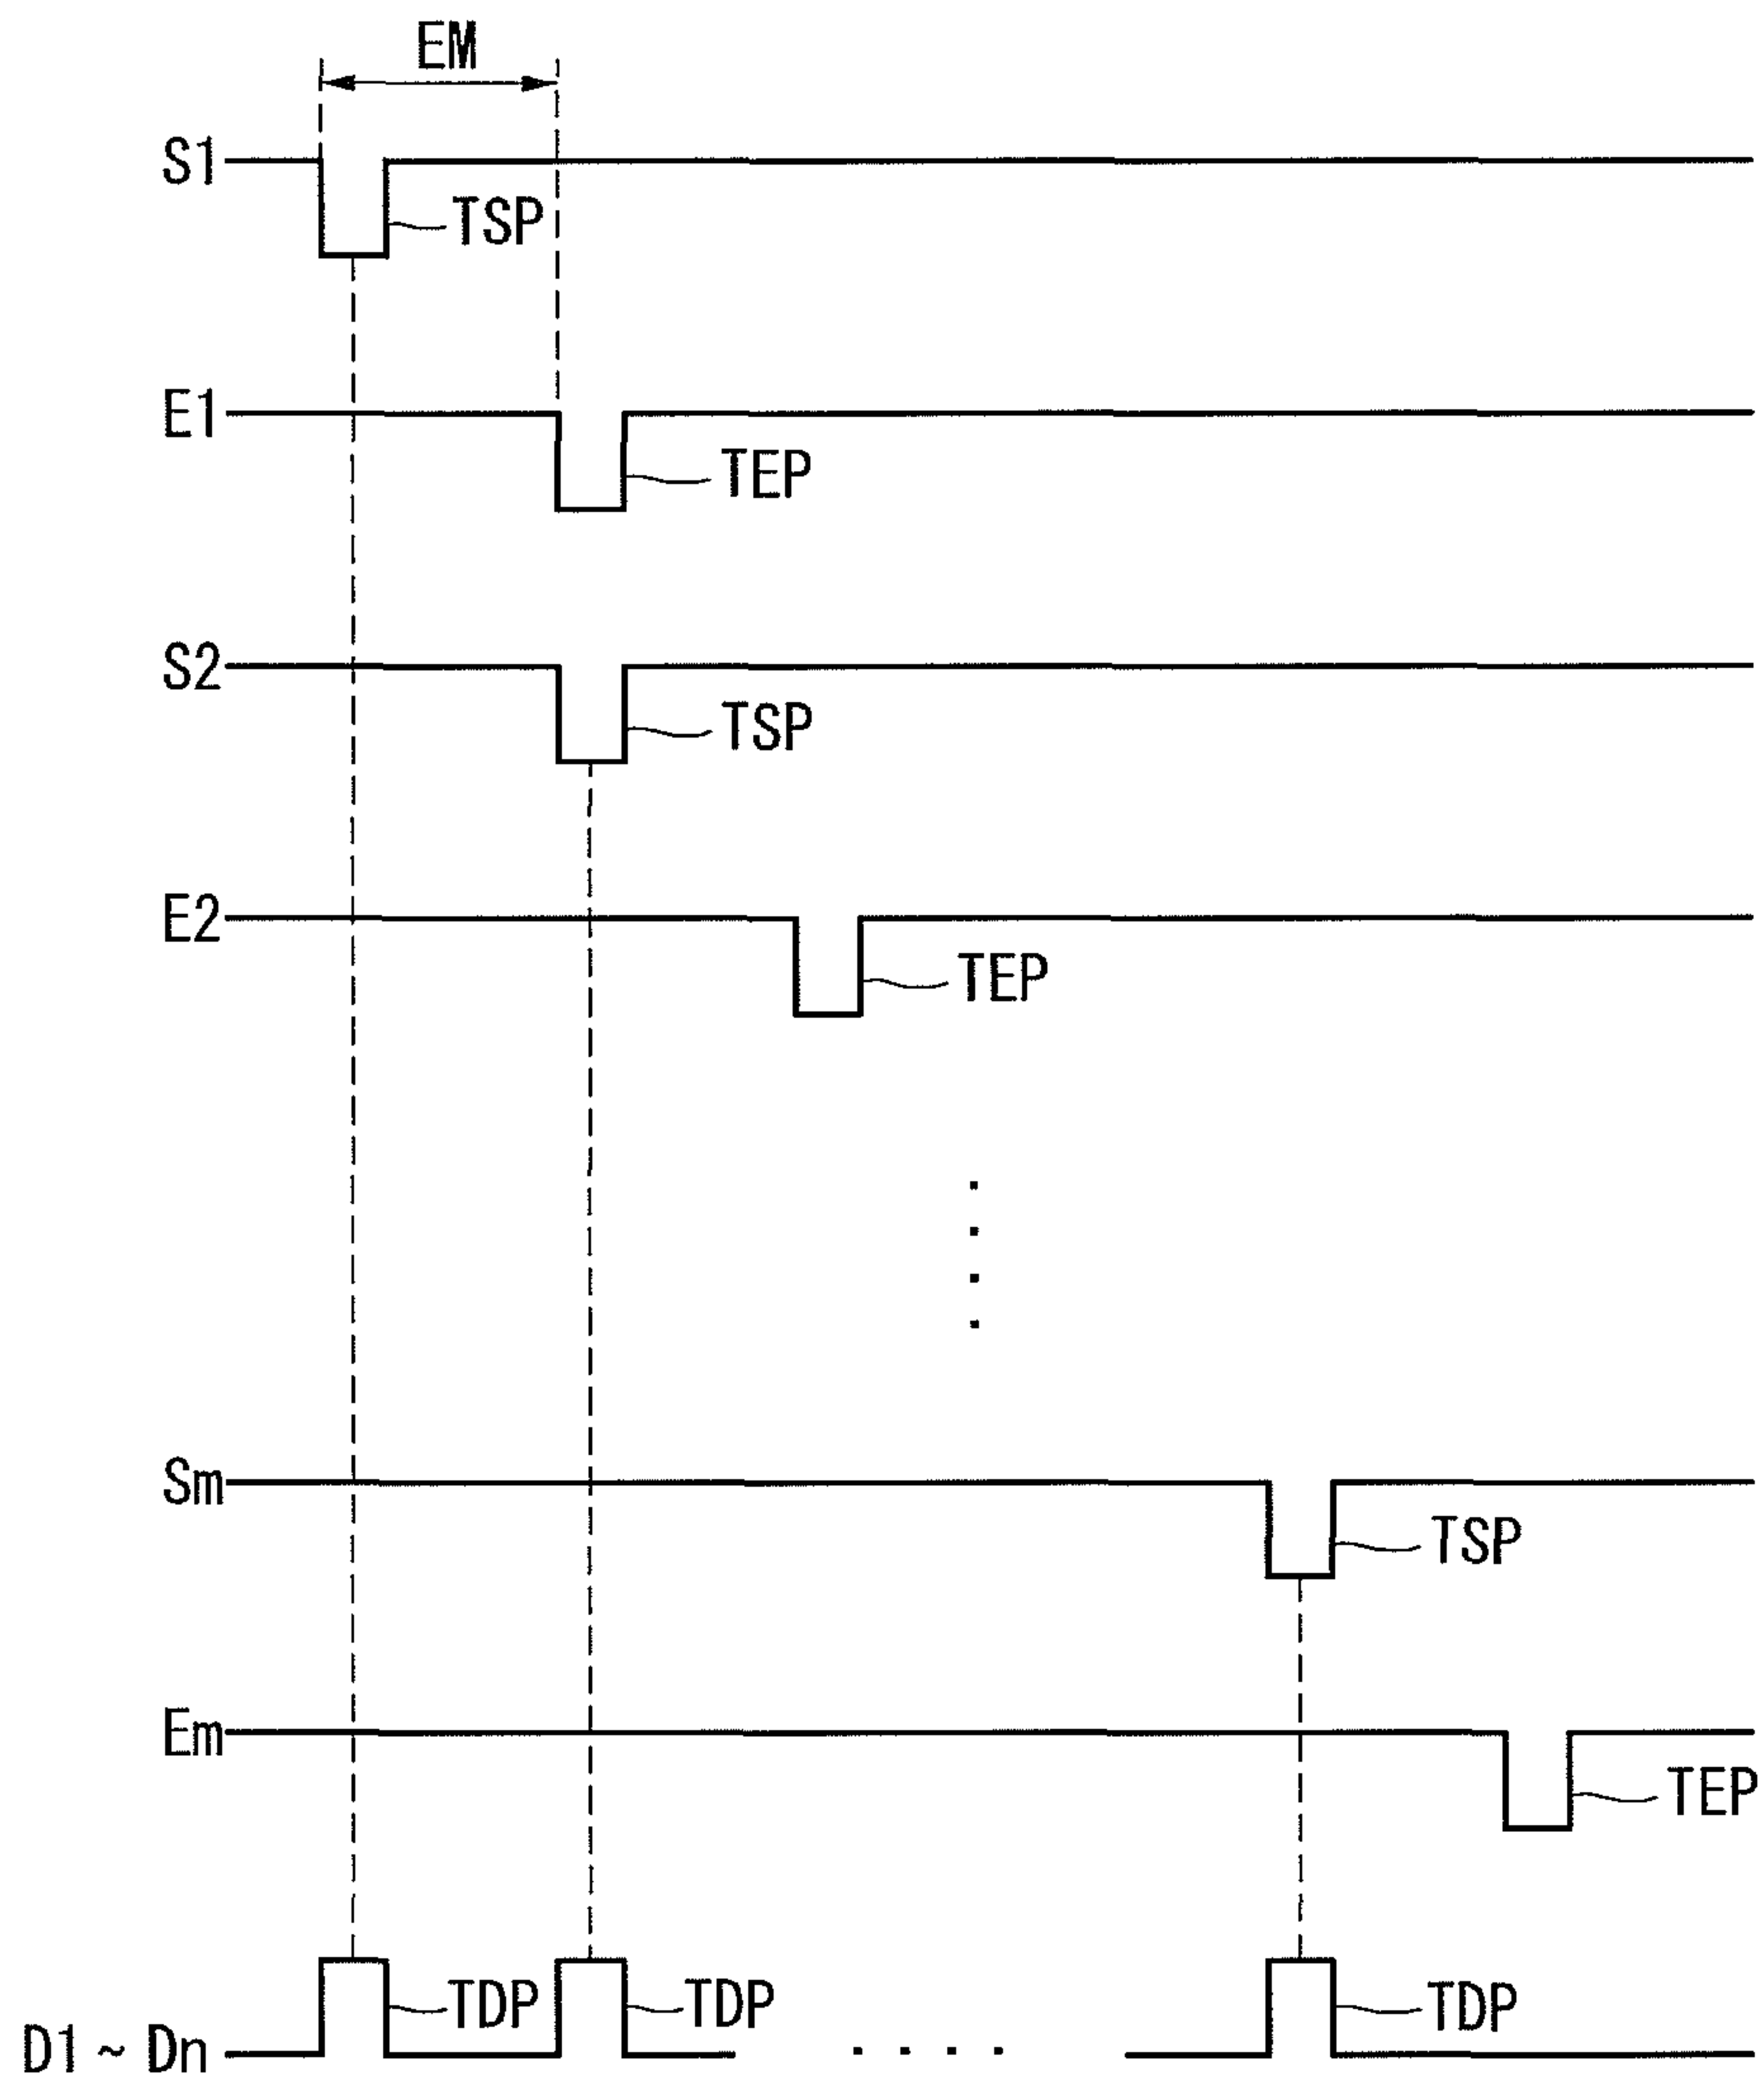 EM
S1
TSP
E1
TEP
S2
TSP
E2
TEP
Sm
TSP
Em
TEP
TDP
TDP
TDP
D1 ~ Dn